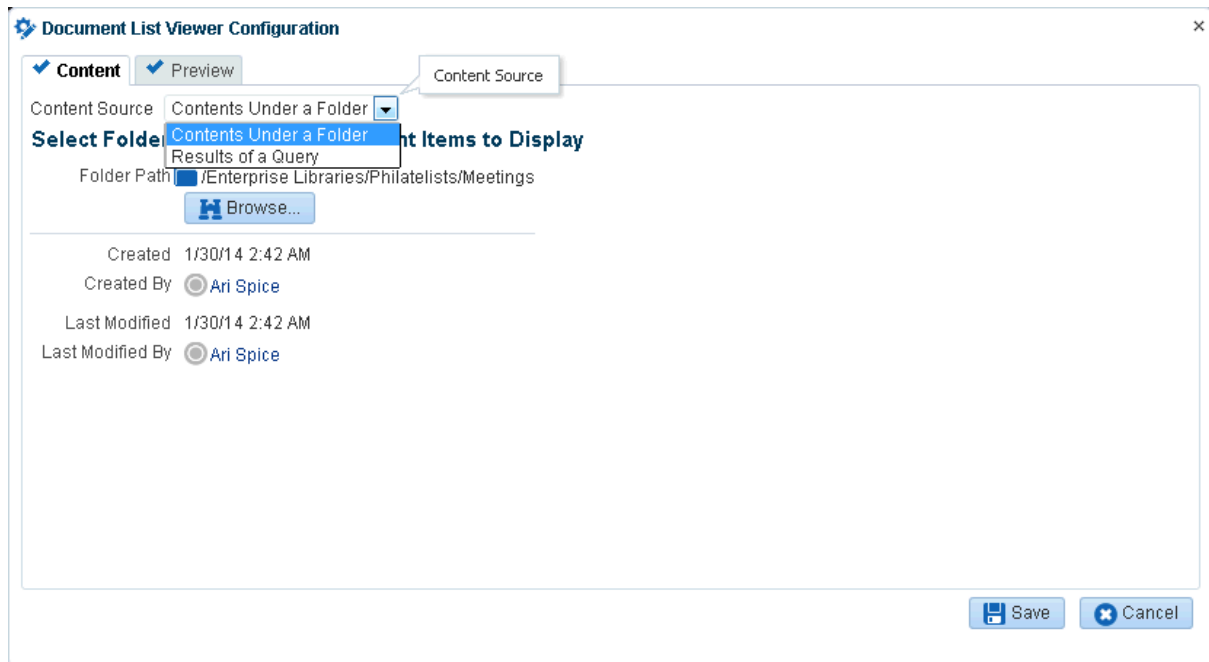 Document List Viewer Configuration
Content Preview
Content Source
Content Source Contents Under a Folder
Contents Under a Folder
Results of a Query
Select Folder t Items to Display
Folder Path /Enterprise Libraries/Philatelists/Meetings
Browse...
Created 1/30/14 2:42 AM
Created By Ari Spice
Last Modified 1/30/14 2:42 AM
Last Modified By Ari Spice
Save Cancel